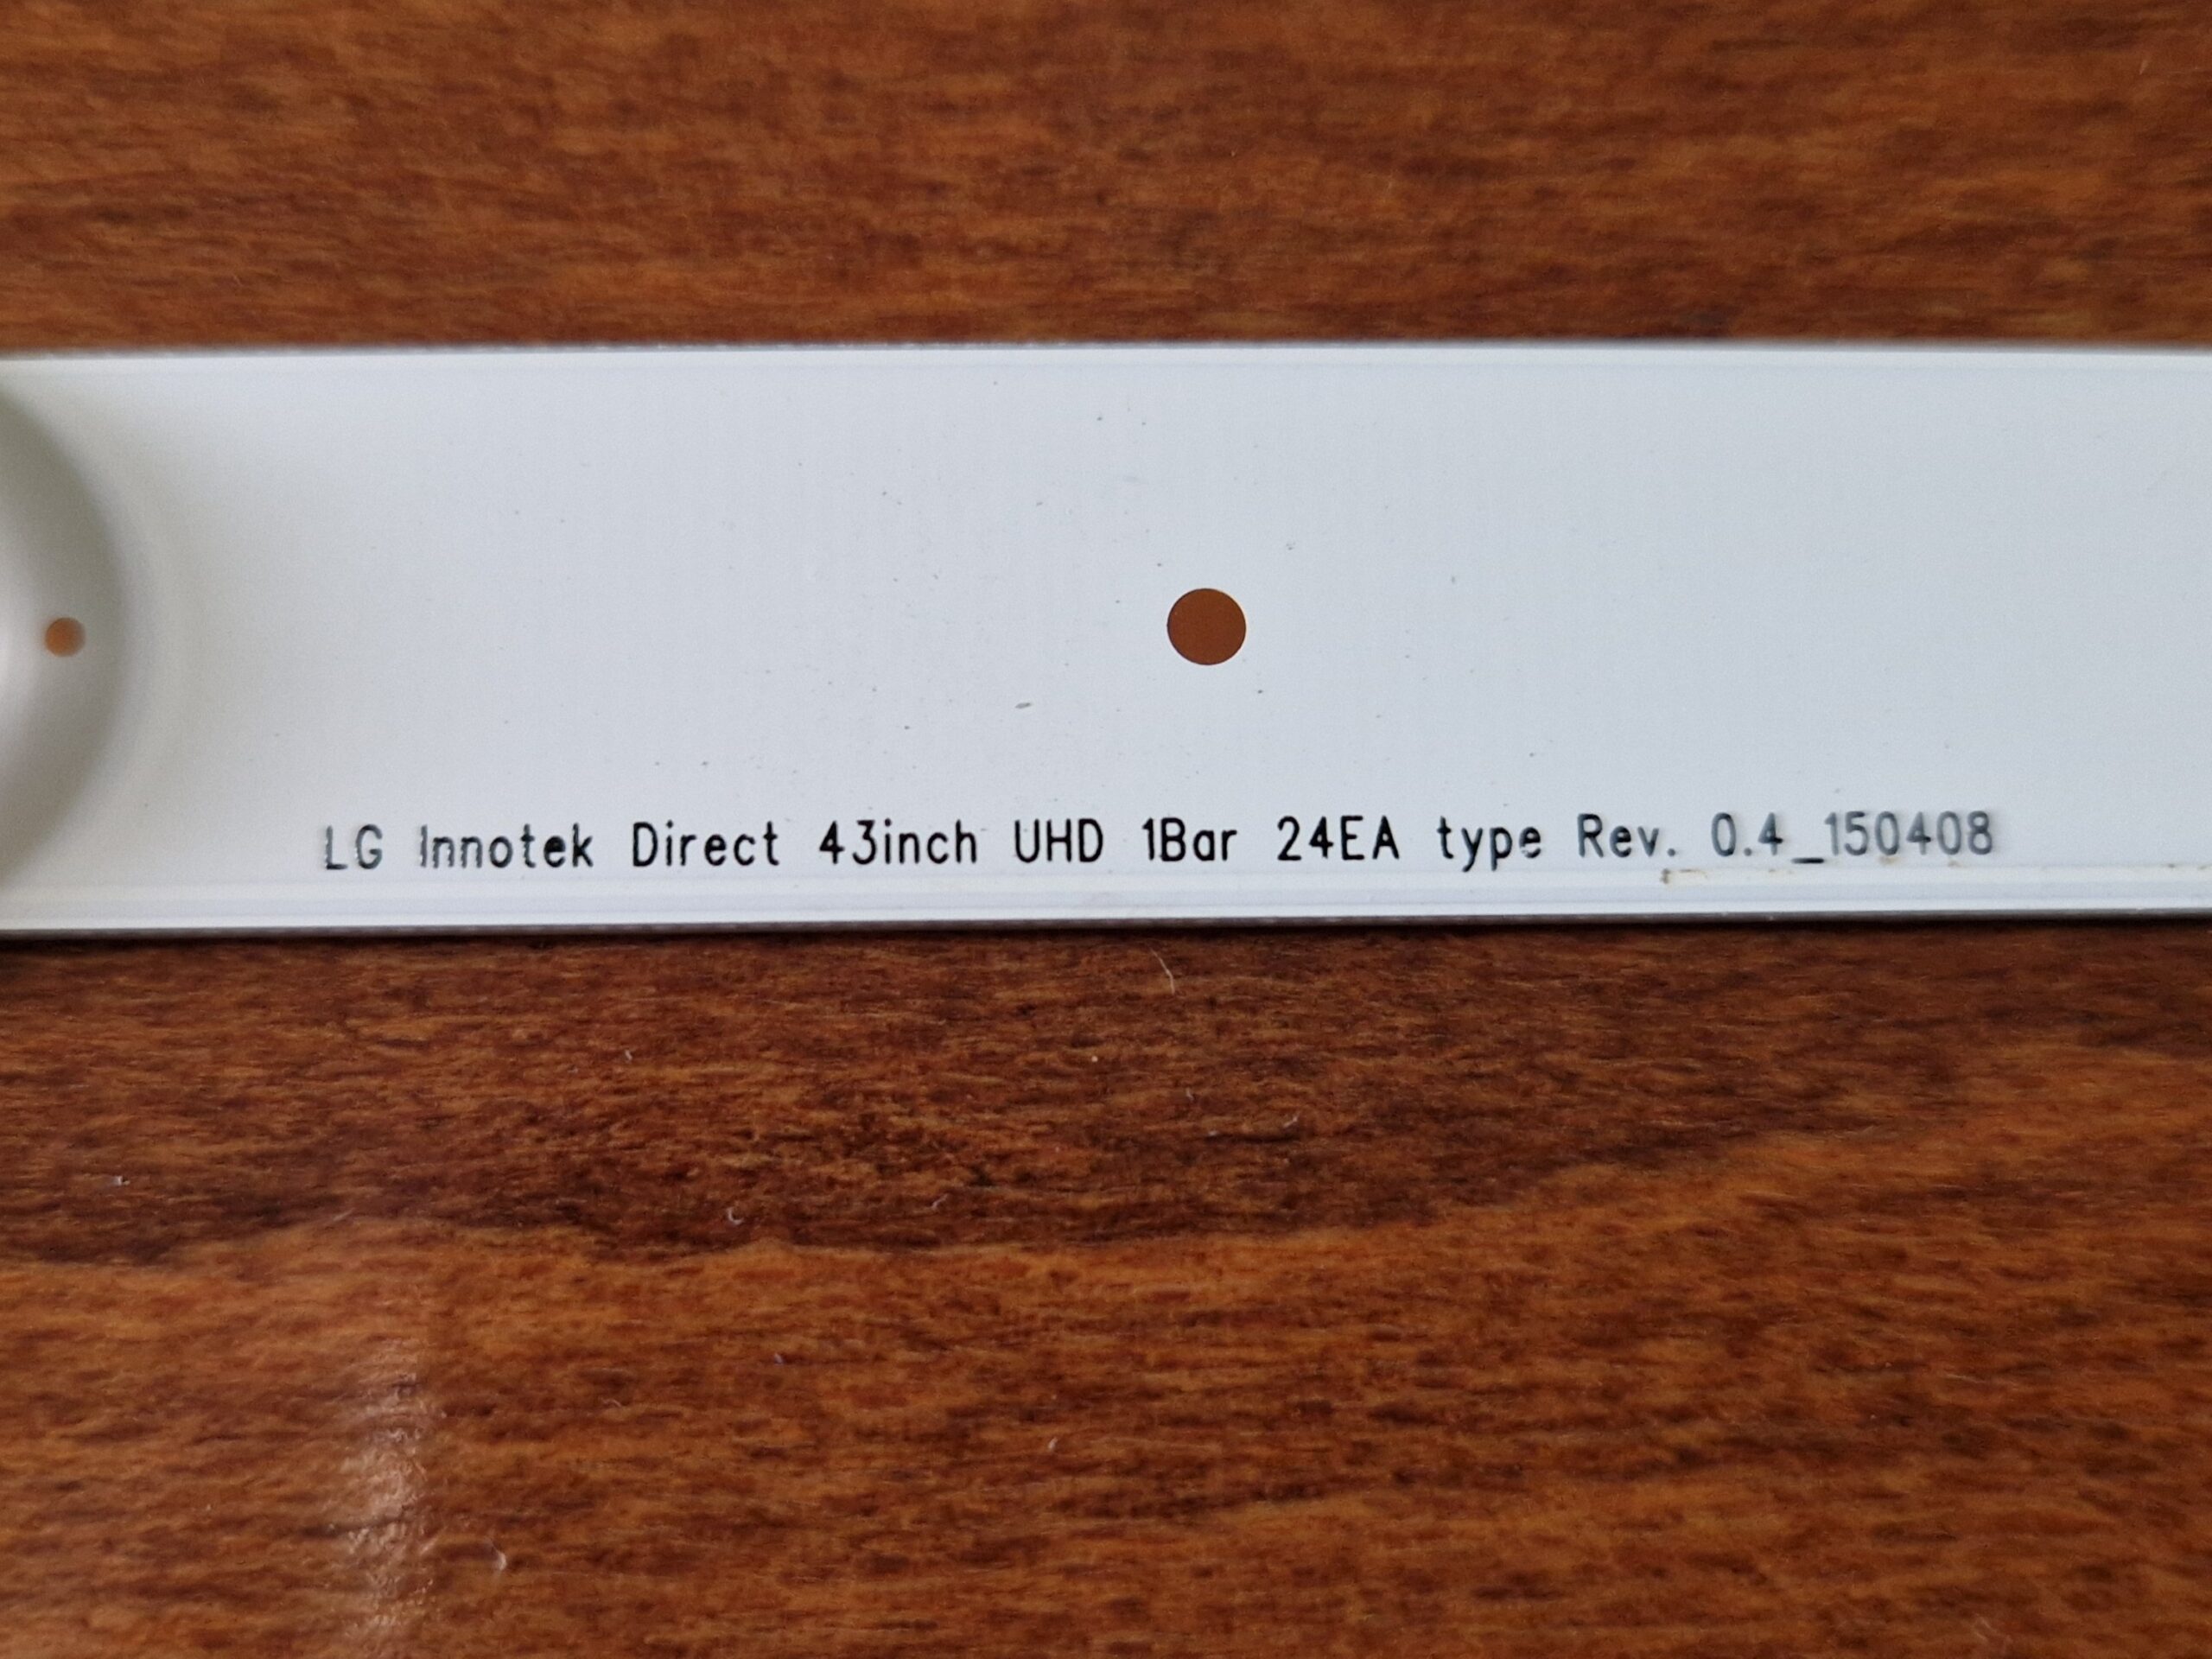 LG Innotek Direct 43inch UHD 1Bar 24EA type Rev. 0.4_150408